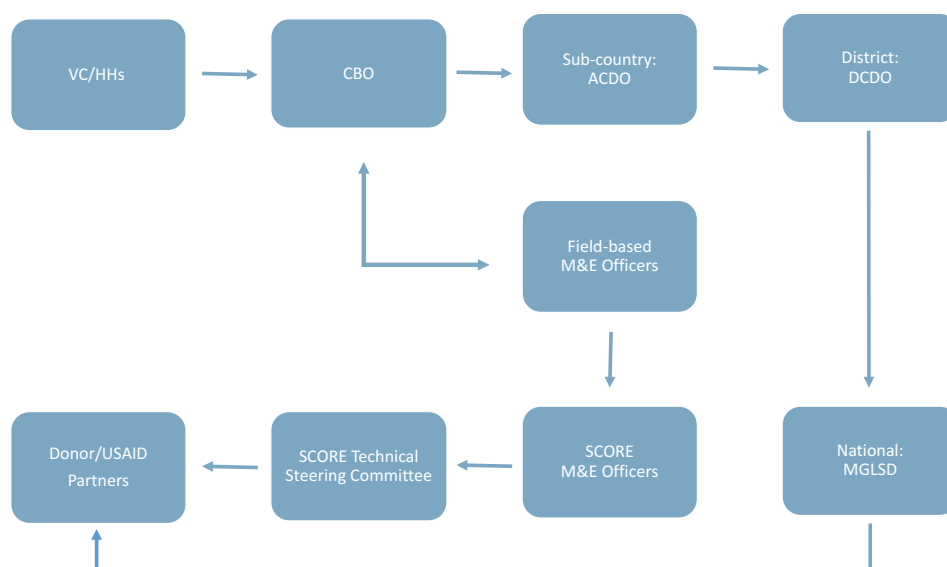 VC/HHs
CBO
Sub-country:
ACDO
District:
DCDO
Field-based
M&E Officers
Donor/USAID
Partners
SCORE Technical
Steering Committee
SCORE
M&E Officers
National:
MGLSD